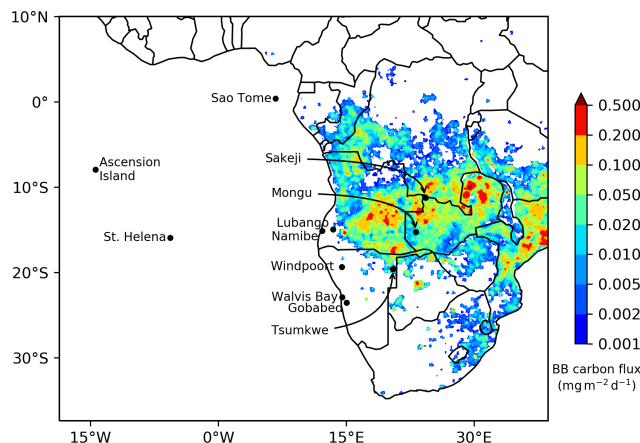 10°N
0°
10°S
20°S
30°S
15°W
0°W
15°E
30°E
Sao Tome
Ascension
Island
St. Helena
Sakeji
Mongu
Lubango
Namibe
Windpoort
Walvis Bay
Gobabeb
Tsumkwe
0.500
0.200
0.100
0.050
0.020
0.010
0.005
0.002
0.001
BB carbon flux
(mg m⁻² d⁻¹)